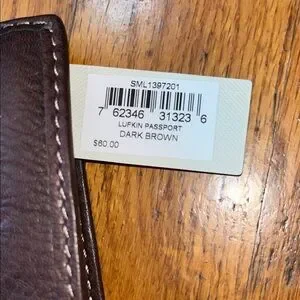 SML1397201
7 62346 31323 6
LUFKIN PASSPORT
DARK BROWN
$60.00